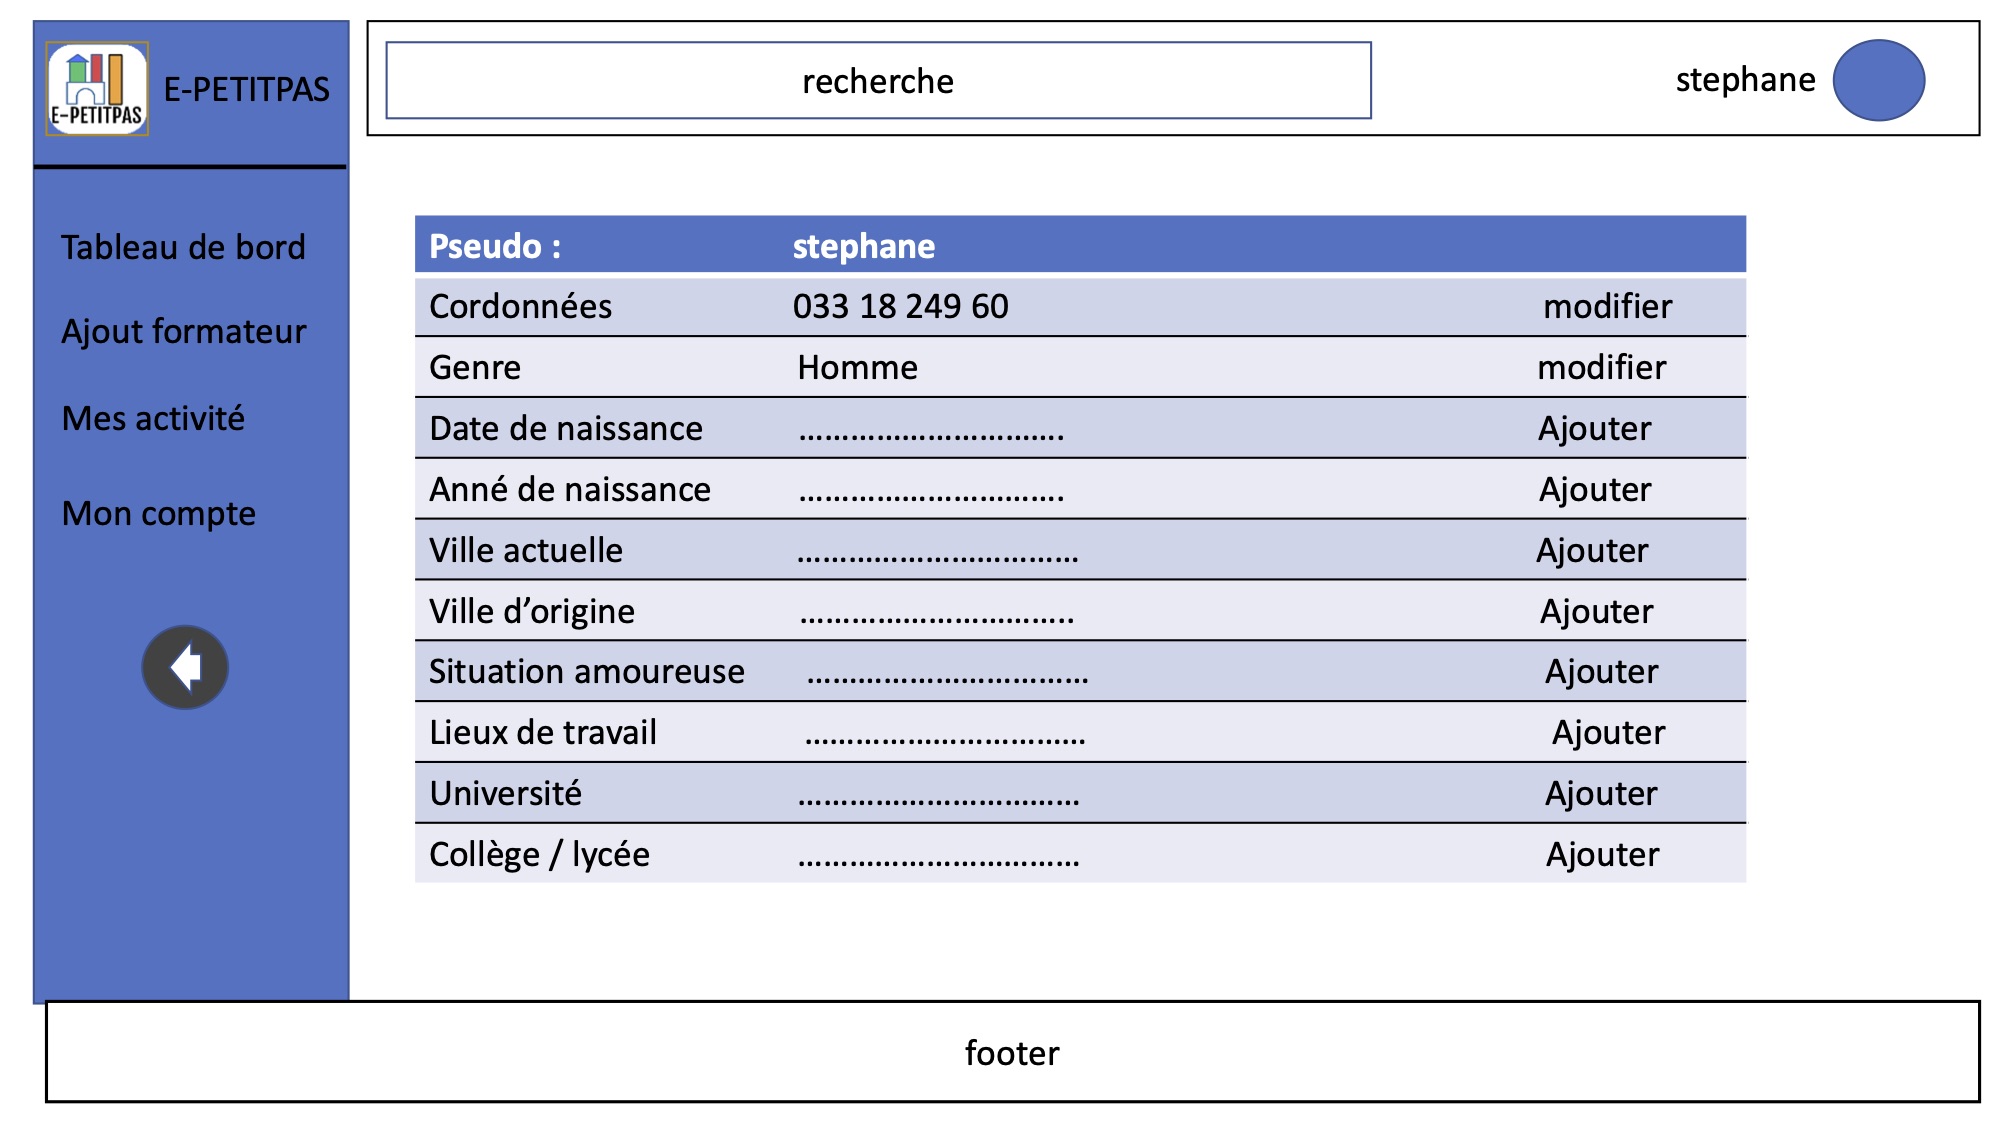 E-PETITPAS
E-PETITPAS
recherche
stephane
Tableau de bord
Ajout formateur
Mes activité
Mon compte
Pseudo : stephane
Cordonnées 033 18 249 60 modifier
Genre Homme modifier
Date de naissance …………………………. Ajouter
Anné de naissance …………………………. Ajouter
Ville actuelle …………………………… Ajouter
Ville d’origine ………………………….. Ajouter
Situation amoureuse …………………………… Ajouter
Lieux de travail …………………………… Ajouter
Université …………………………… Ajouter
Collège / lycée …………………………… Ajouter
footer